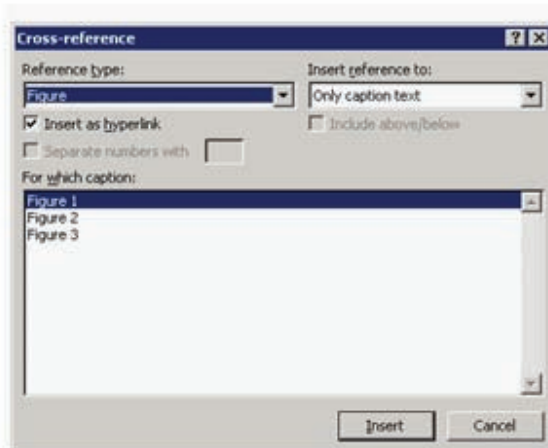 Cross-reference
Reference type: Insert reference to:
Figure Only caption text
Insert as hyperlink Include above/below
Separate numbers with
For which caption:
Figure 1
Figure 2
Figure 3
Insert Cancel